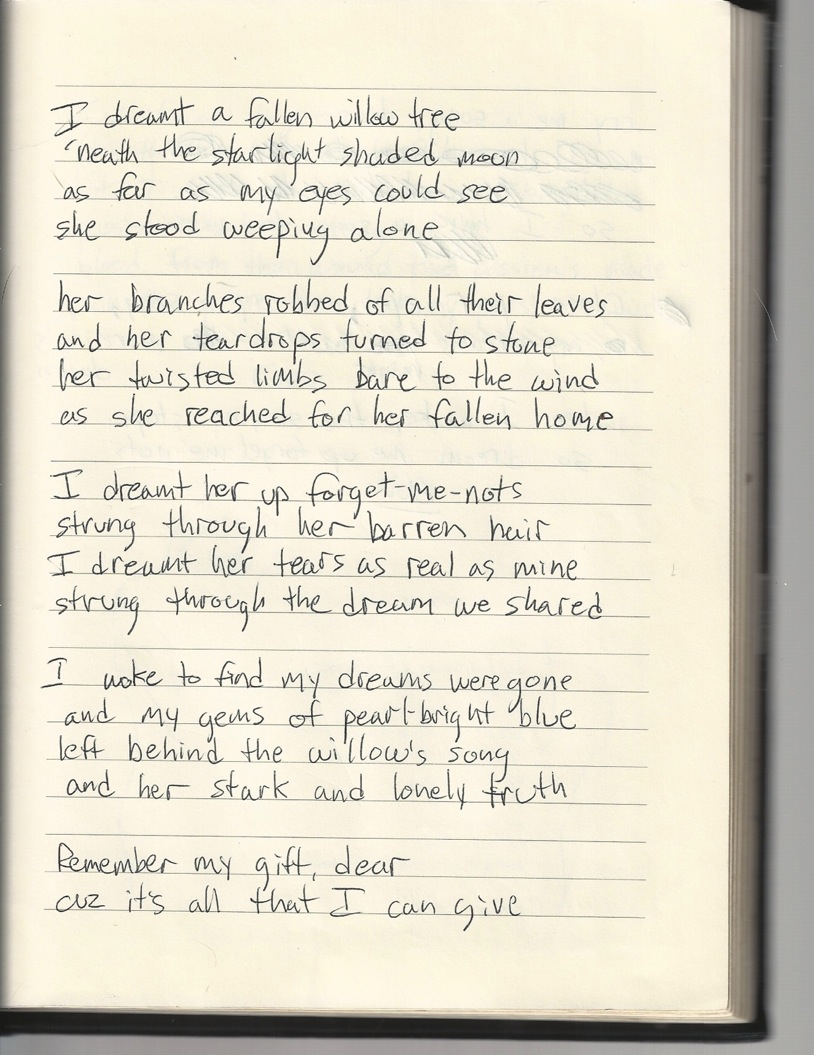 I dreamt a fallen willow tree
'neath the starlight shaded moon
as far as my eyes could see
she stood weeping alone
her branches robbed of all their leaves
and her teardrops turned to stone
her twisted limbs bare to the wind
as she reached for her fallen home
I dreamt her up forget-me-nots
strung through her barren hair
I dreamt her tears as real as mine
strung through the dream we shared
I woke to find my dreams were gone
and my gems of pearl-bright blue
left behind the willow's song
and her stark and lonely truth
Remember my gift, dear
cuz it's all that I can give